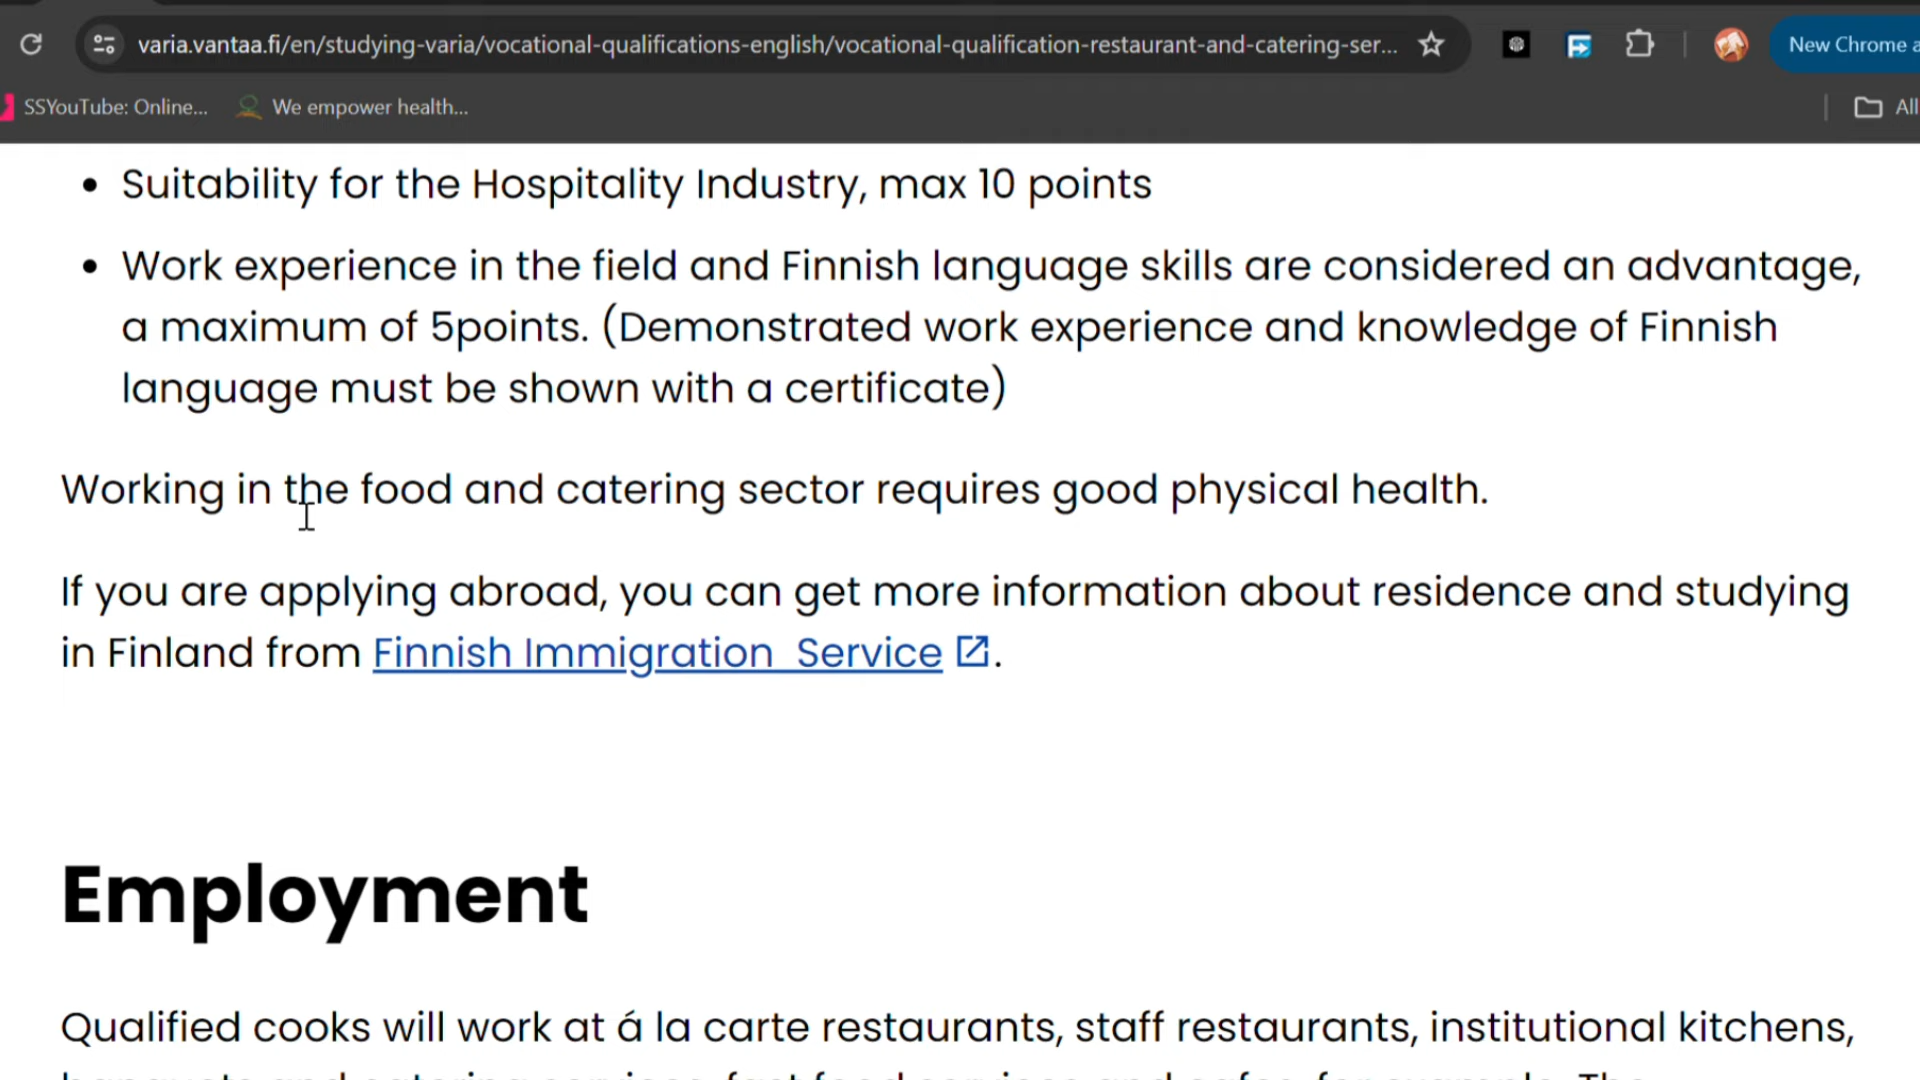 varia.vantaa.fi/en/studying-varia/vocational-qualifications-english/vocational-qualification-restaurant-and-catering-ser...
New Chrome a
SSYouTube: Online...
We empower health...
All
• Suitability for the Hospitality Industry, max 10 points
• Work experience in the field and Finnish language skills are considered an advantage,
a maximum of 5points. (Demonstrated work experience and knowledge of Finnish
language must be shown with a certificate)
Working in the food and catering sector requires good physical health.
If you are applying abroad, you can get more information about residence and studying
in Finland from Finnish Immigration Service.
Employment
Qualified cooks will work at á la carte restaurants, staff restaurants, institutional kitchens,